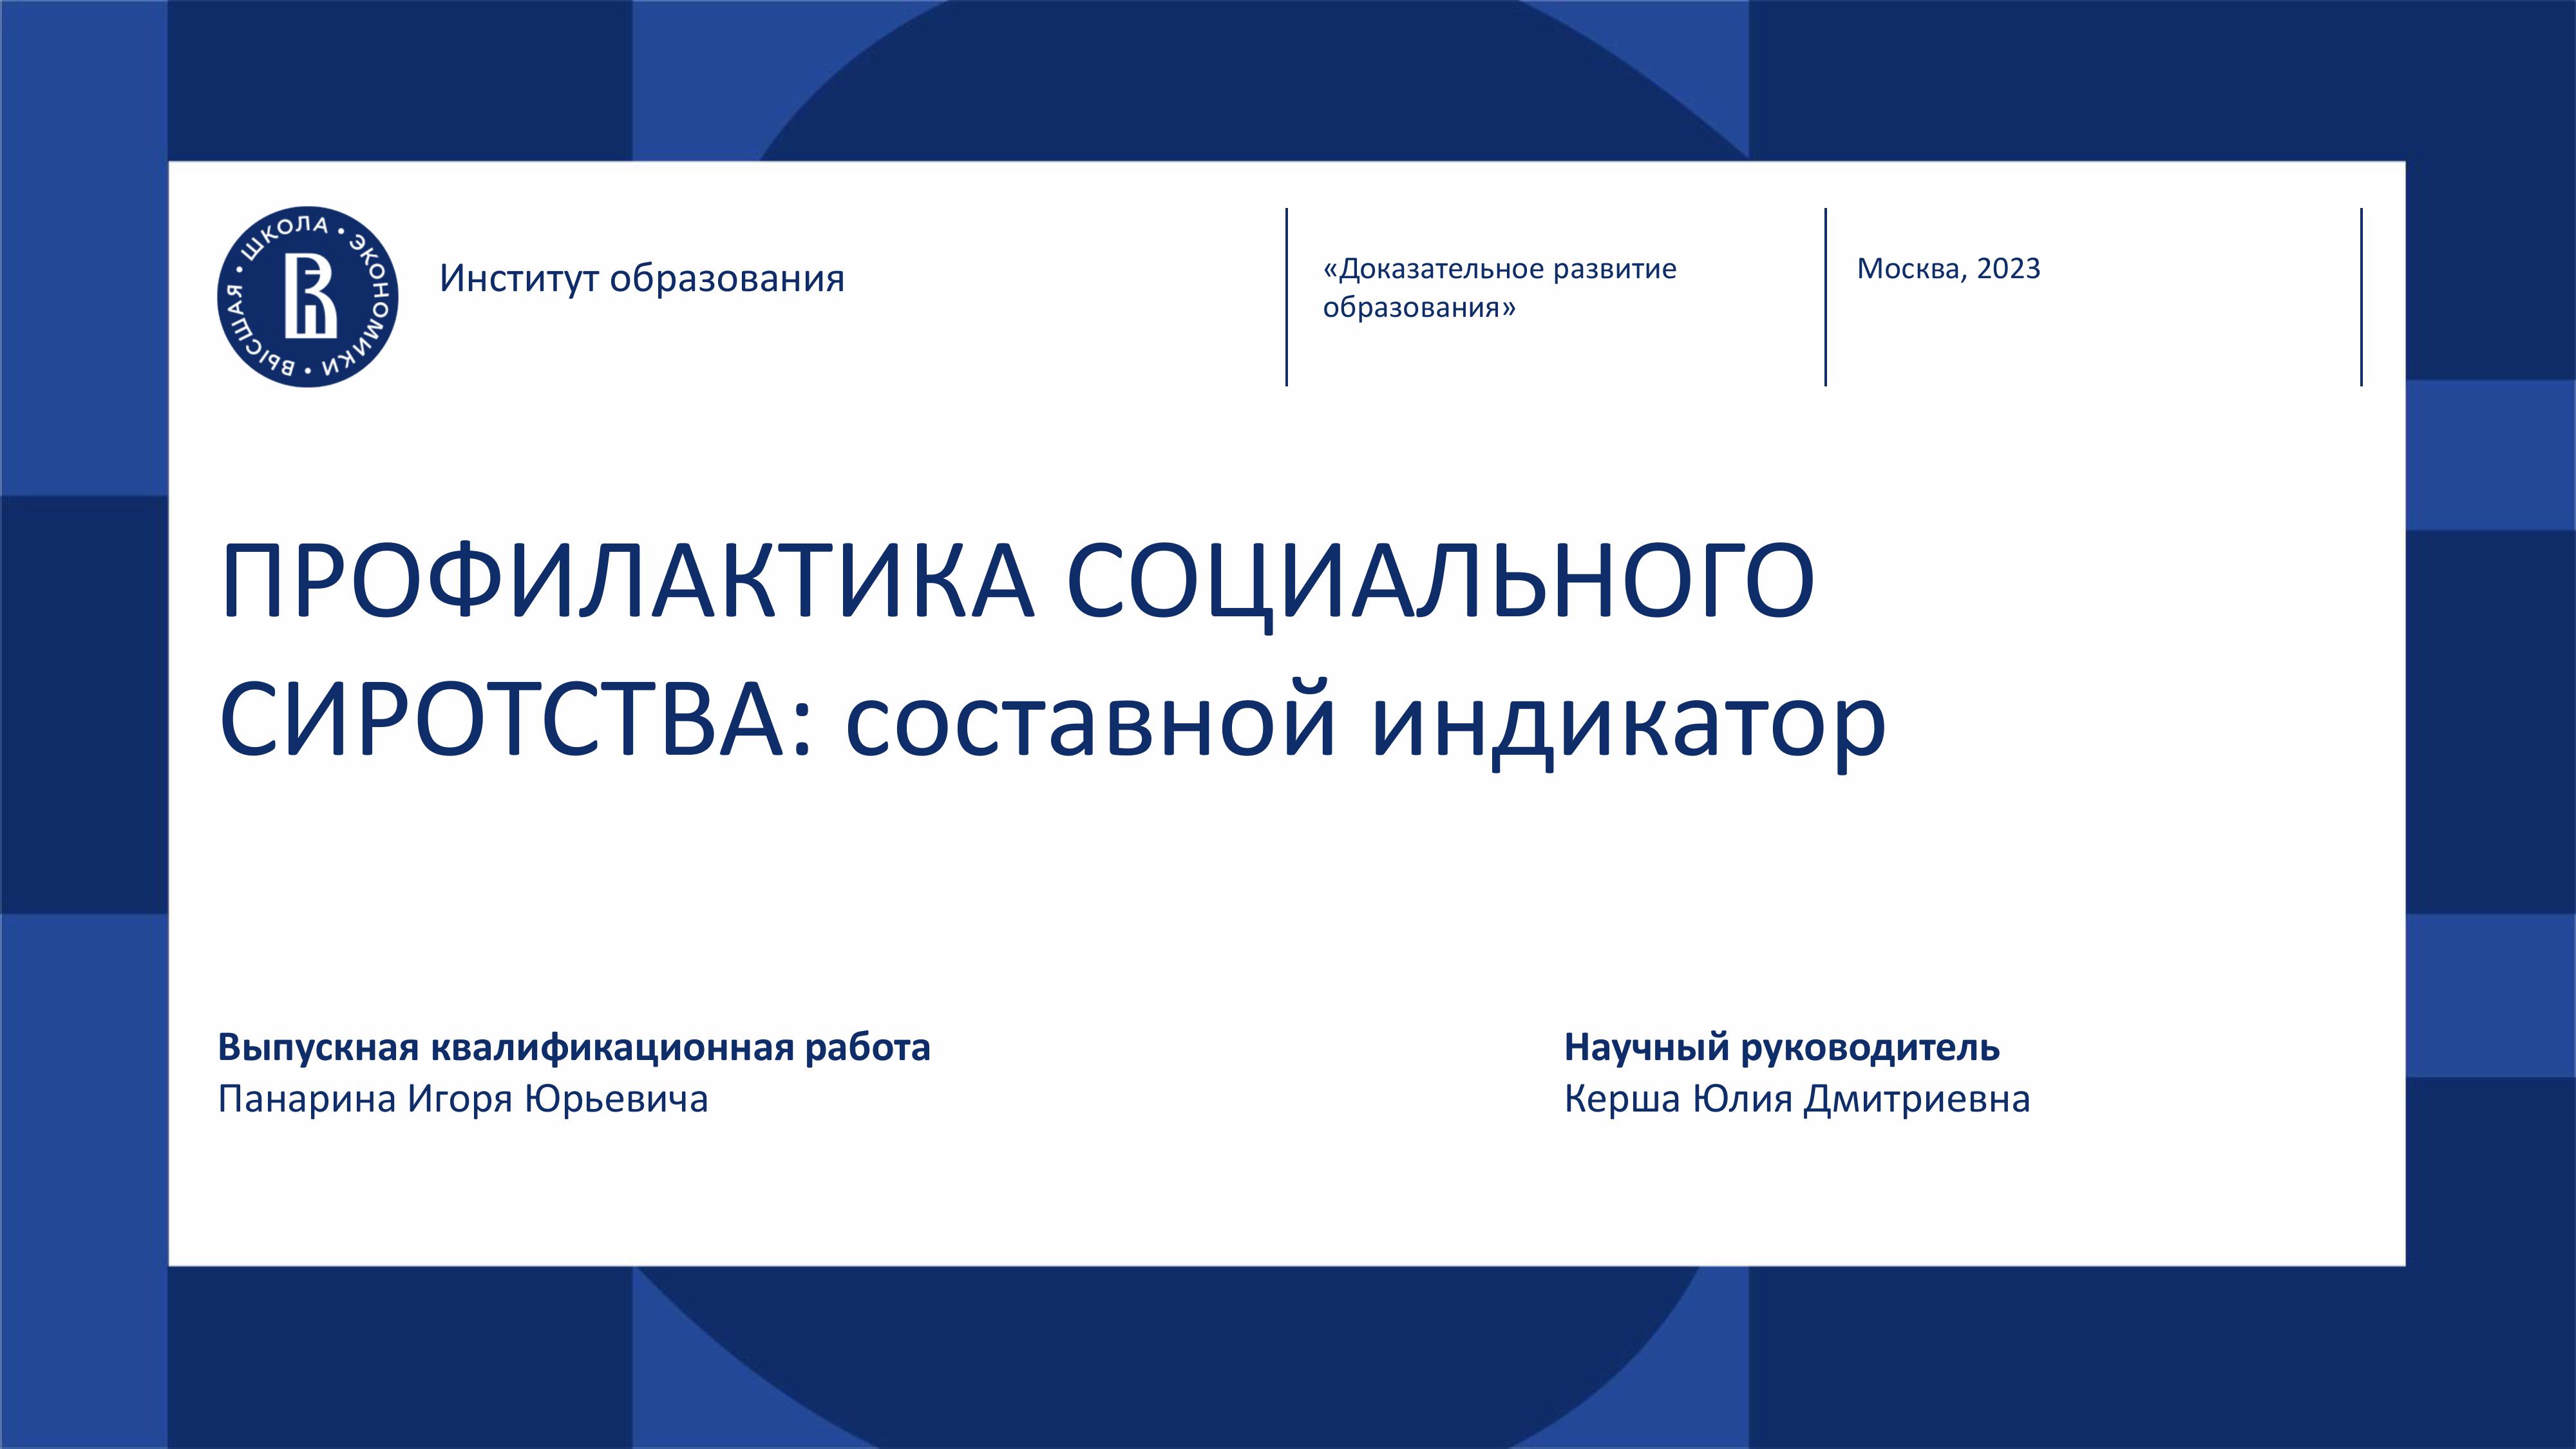 ВЫСШАЯ • ШКОЛА • ЭКОНОМИКИ •
Институт образования
«Доказательное развитие
образования»
Москва, 2023
ПРОФИЛАКТИКА СОЦИАЛЬНОГО
СИРОТСТВА: составной индикатор
Выпускная квалификационная работа
Панарина Игоря Юрьевича
Научный руководитель
Керша Юлия Дмитриевна